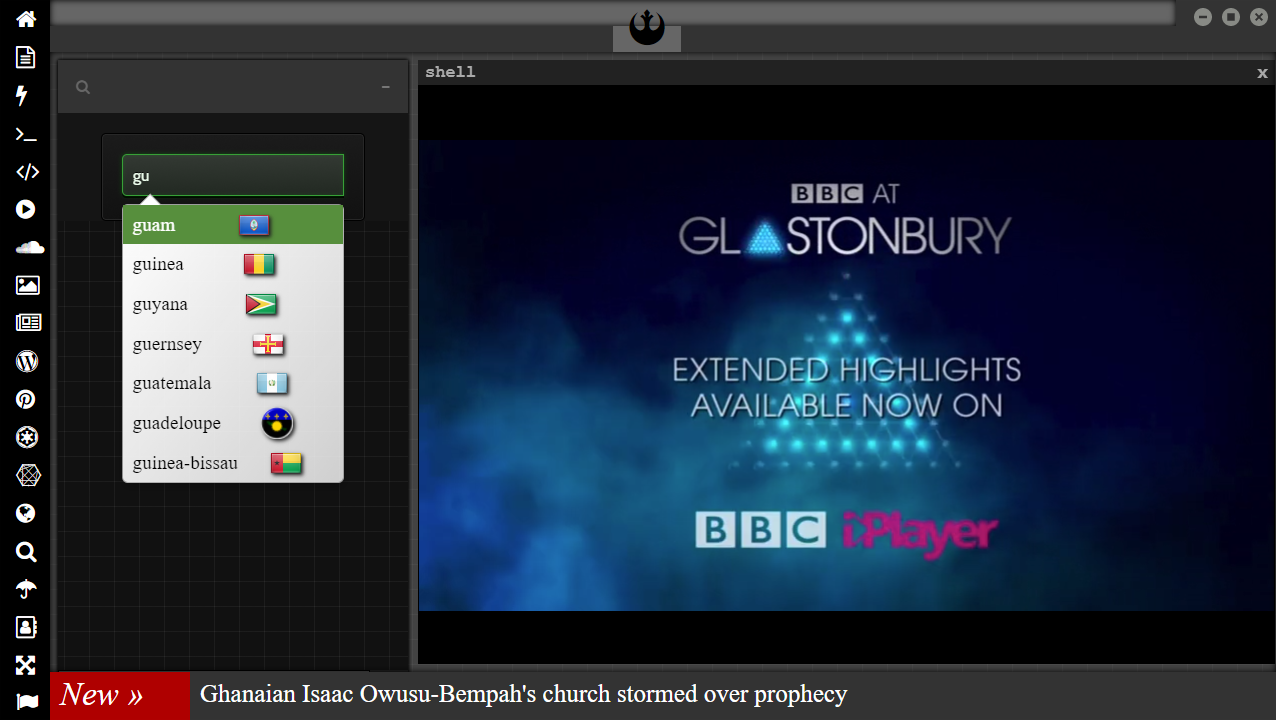 shell
x
gu
guam
guinea
guyana
guernsey
guatemala
guadeloupe
guinea-bissau
BBC AT
GLASTONBURY
EXTENDED HIGHLIGHTS
AVAILABLE NOW ON
BBC iPlayer
New » Ghanaian Isaac Owusu-Bempah's church stormed over prophecy